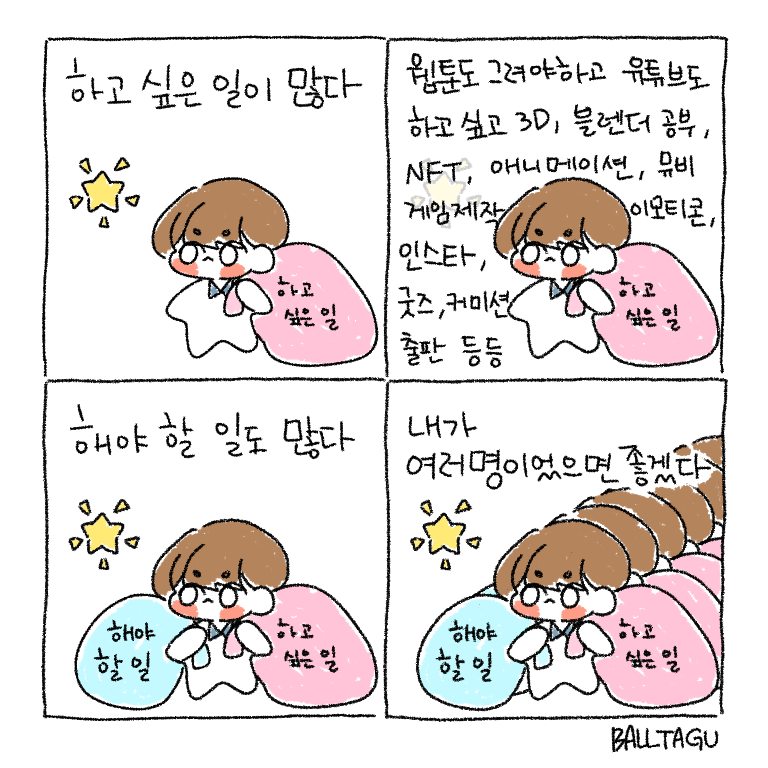 하고 싶은 일이 많다
하고
싶은 일
웹툰도 그려야하고 유튜브도
하고 싶고 3D, 블렌더 공부,
NFT, 애니메이션, 뮤비
게임제작 이모티콘,
인스타,
굿즈, 커미션
출판 등등
하고
싶은 일
해야 할 일도 많다
해야
할 일
하고
싶은 일
내가
여러명이었으면 좋겠다
해야
할 일
하고
싶은 일
BALLTAGU